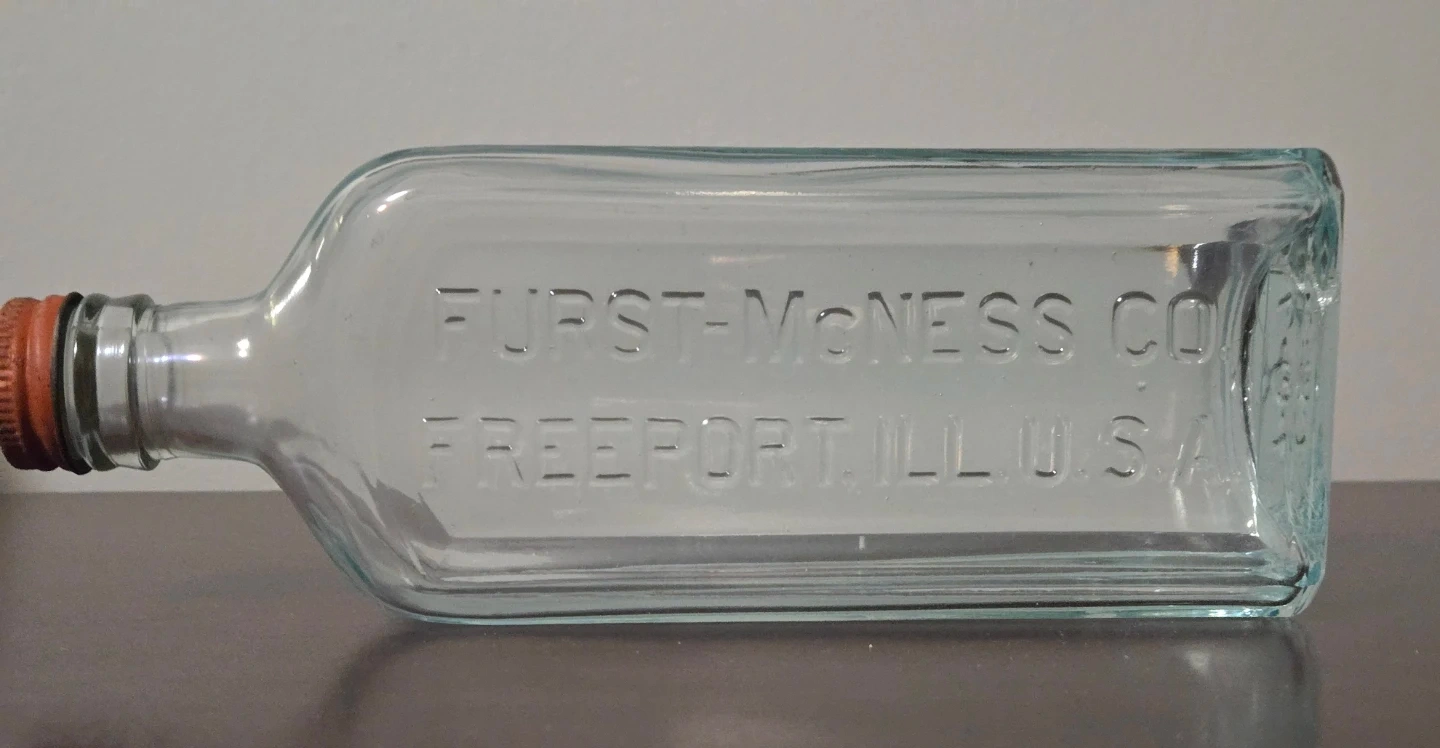 FURST-McNESS CO
FREEPORT. ILL. U.S.A